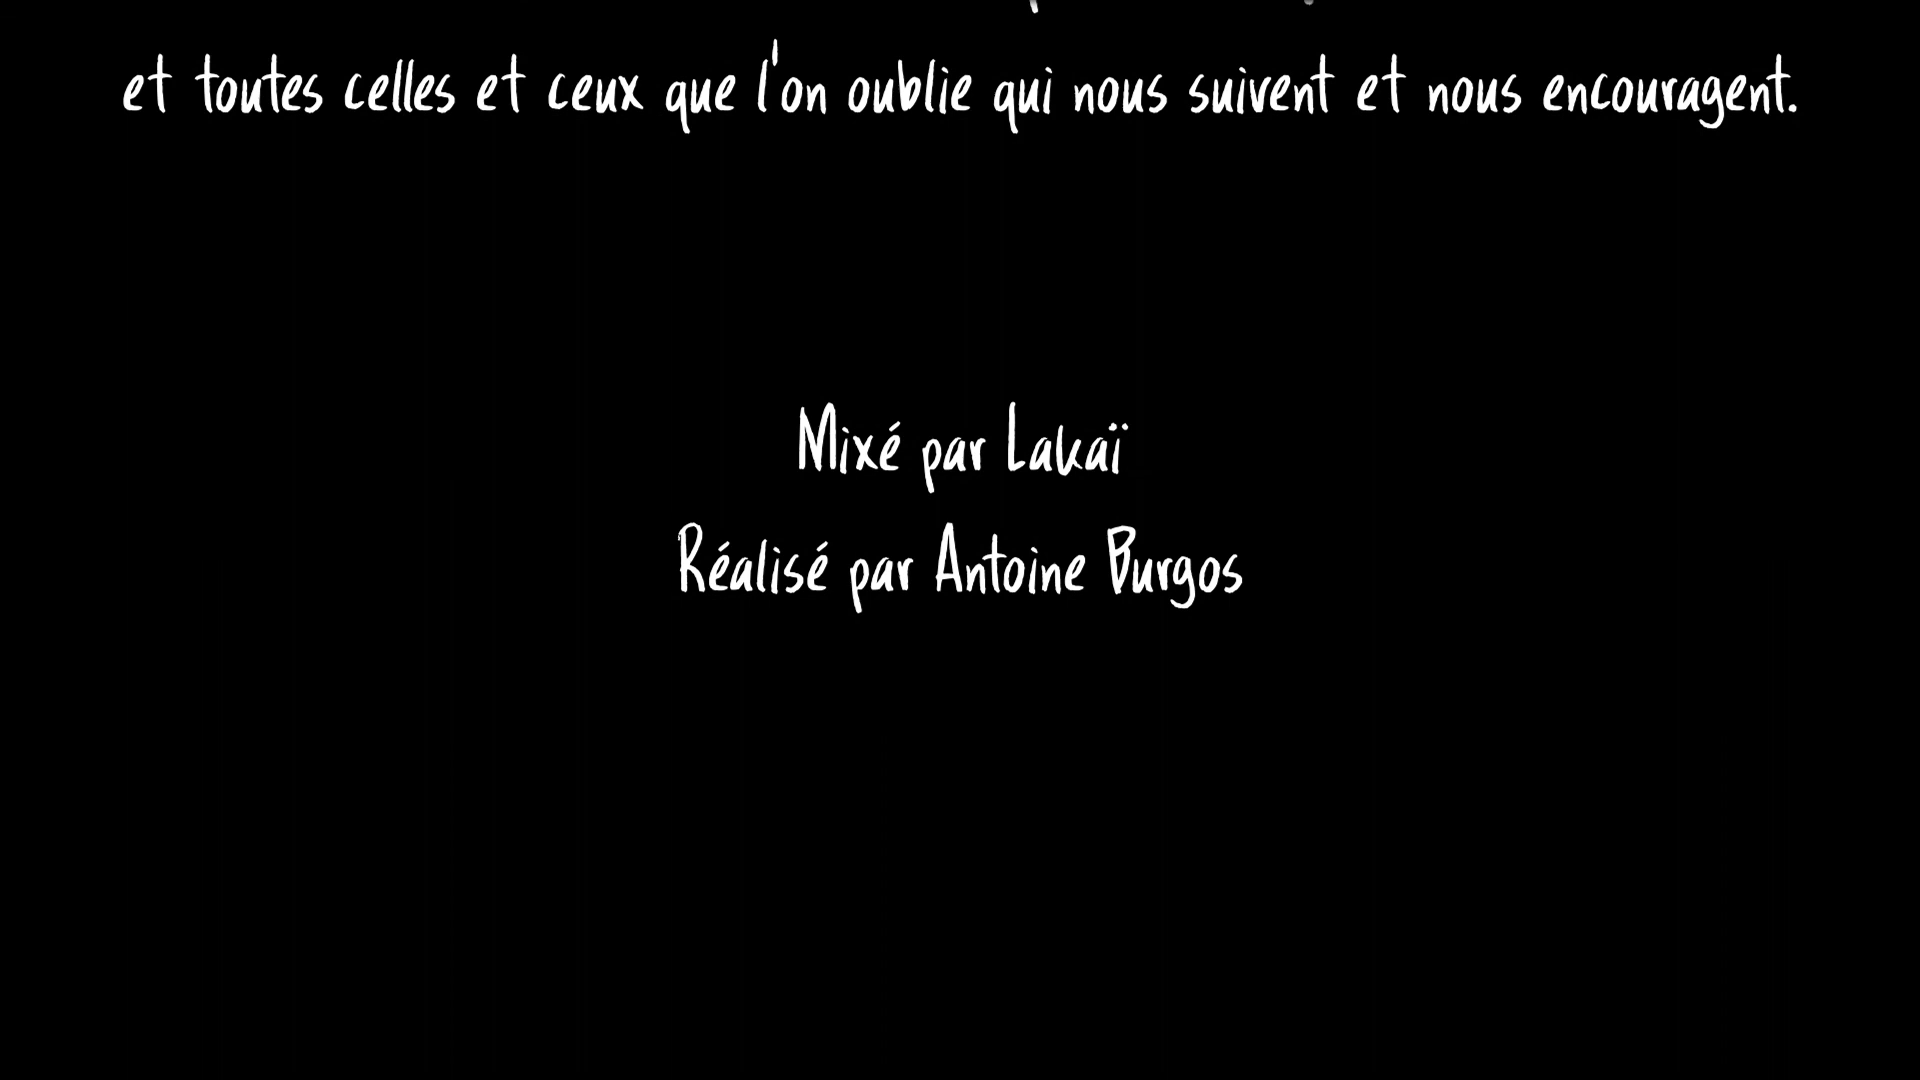 et toutes celles et ceux que l'on oublie qui nous suivent et nous encouragent.
Mixé par Lakaï
Réalisé par Antoine Burgos